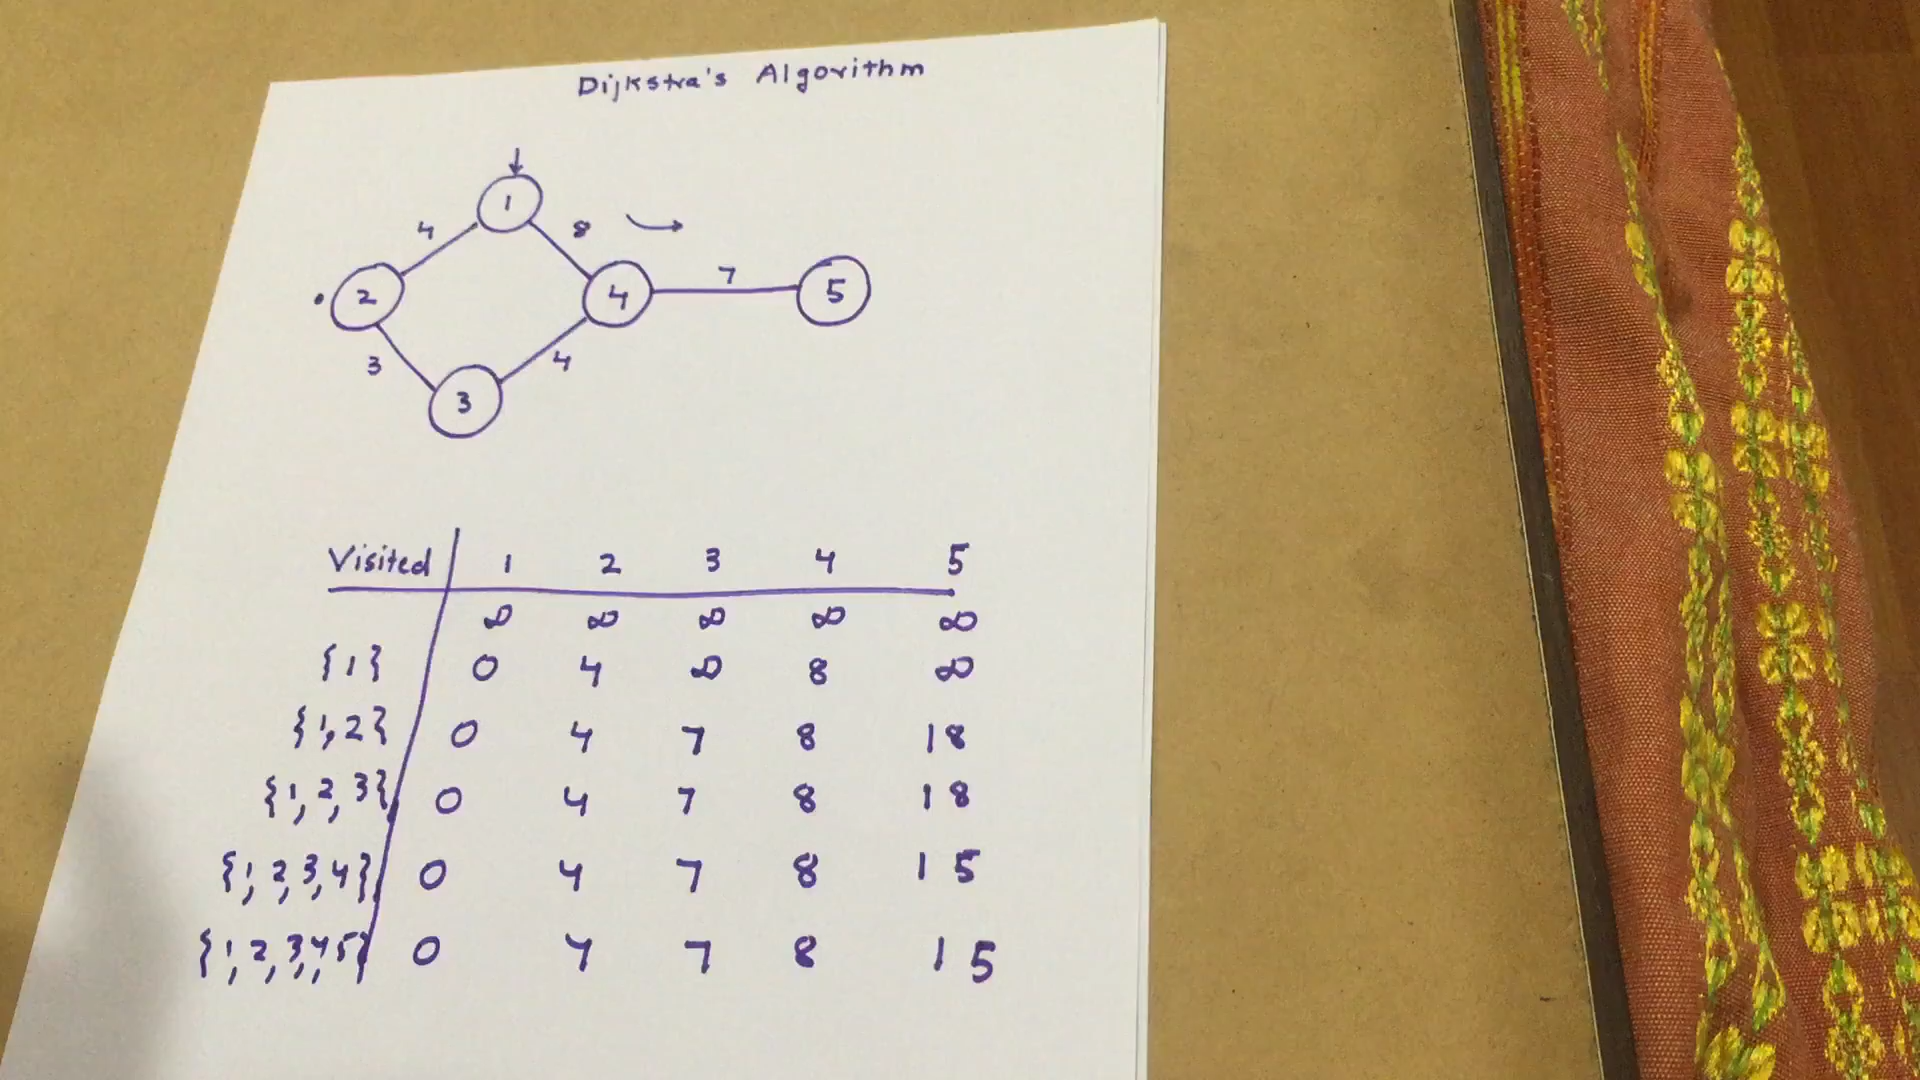 Dijkstra's Algorithm
1
4 8
2 4 7 5
3 4
3
Visited 1 2 3 4 5
∞ ∞ ∞ ∞ ∞
{1} 0 4 ∞ 8 ∞
{1,2} 0 4 7 8 18
{1,2,3} 0 4 7 8 18
{1,2,3,4} 0 4 7 8 15
{1,2,3,4,5} 0 4 7 8 15